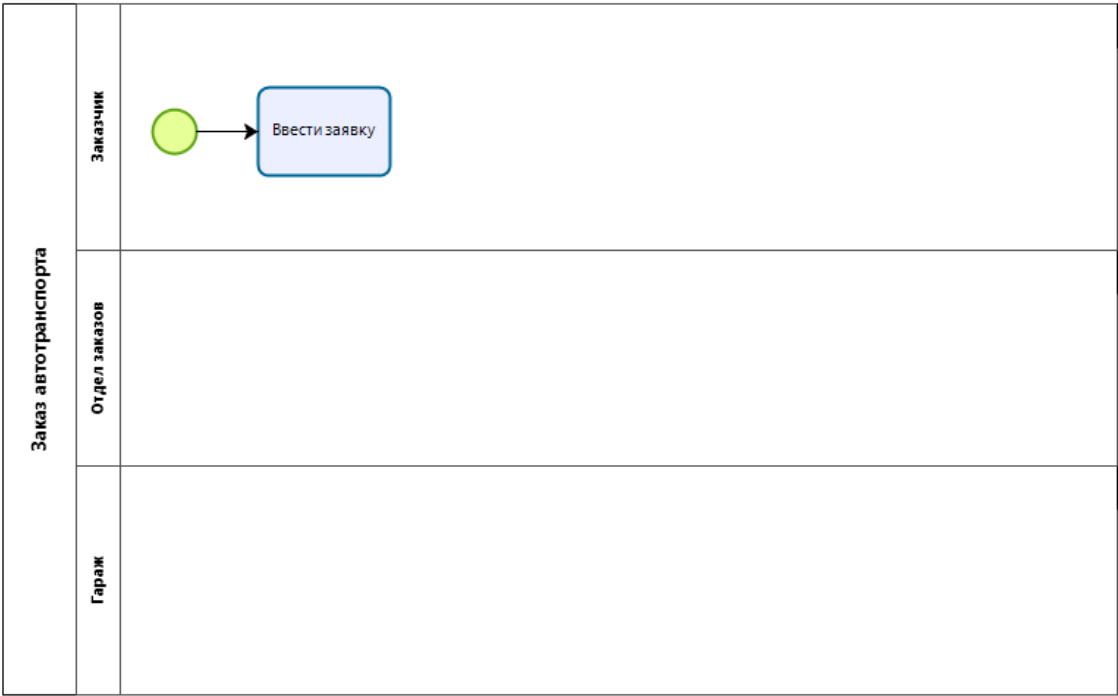 Заказ автотранспорта
Заказчик
Ввести заявку
Отдел заказов
Гараж